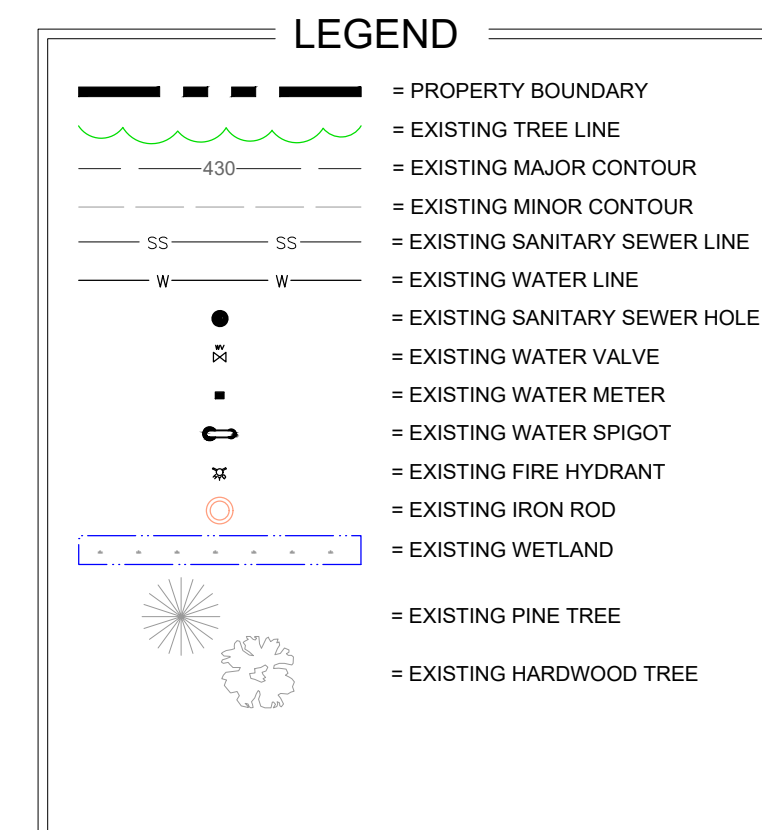 LEGEND
= PROPERTY BOUNDARY
= EXISTING TREE LINE
430 = EXISTING MAJOR CONTOUR
= EXISTING MINOR CONTOUR
SS SS = EXISTING SANITARY SEWER LINE
W W = EXISTING WATER LINE
= EXISTING SANITARY SEWER HOLE
WV = EXISTING WATER VALVE
= EXISTING WATER METER
= EXISTING WATER SPIGOT
= EXISTING FIRE HYDRANT
= EXISTING IRON ROD
= EXISTING WETLAND
= EXISTING PINE TREE
= EXISTING HARDWOOD TREE